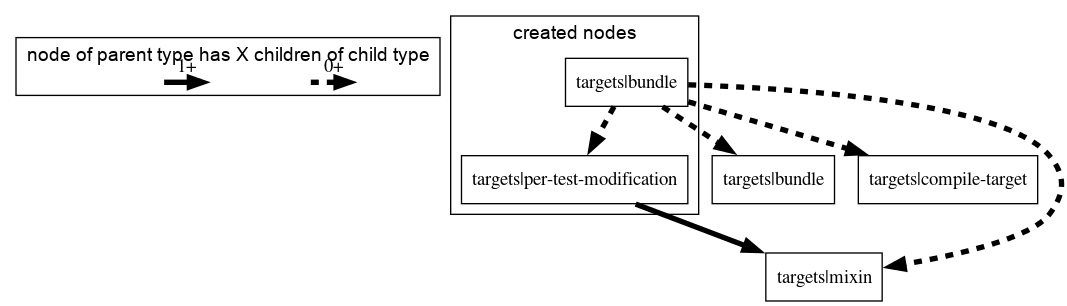 node of parent type has X children of child type
1+
0+
created nodes
targets|bundle
targets|per-test-modification
targets|bundle
targets|compile-target
targets|mixin